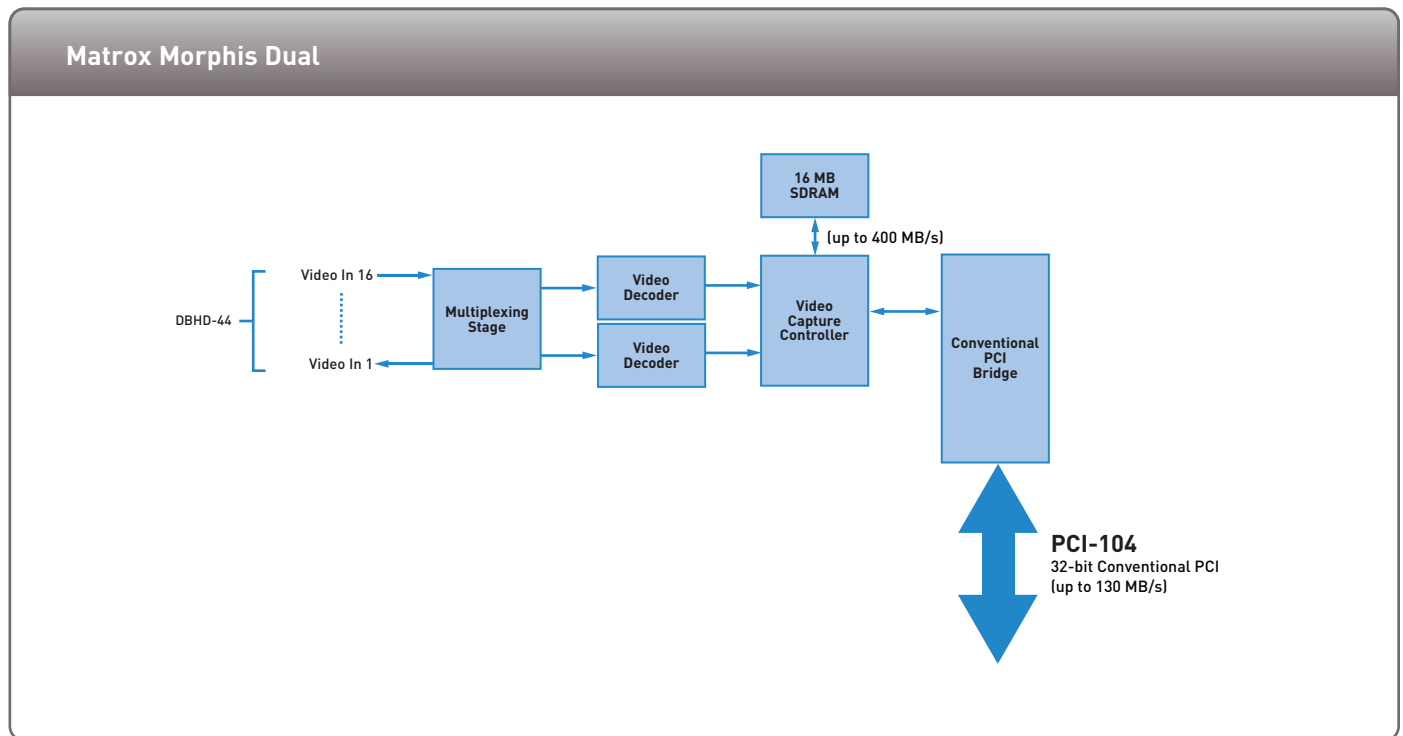 Matrox Morphis Dual
16 MB
SDRAM
(up to 400 MB/s)
Video In 16
DBHD-44
Video In 1
Multiplexing
Stage
Video
Decoder
Video
Decoder
Video
Capture
Controller
Conventional
PCI
Bridge
PCI-104
32-bit Conventional PCI
(up to 130 MB/s)